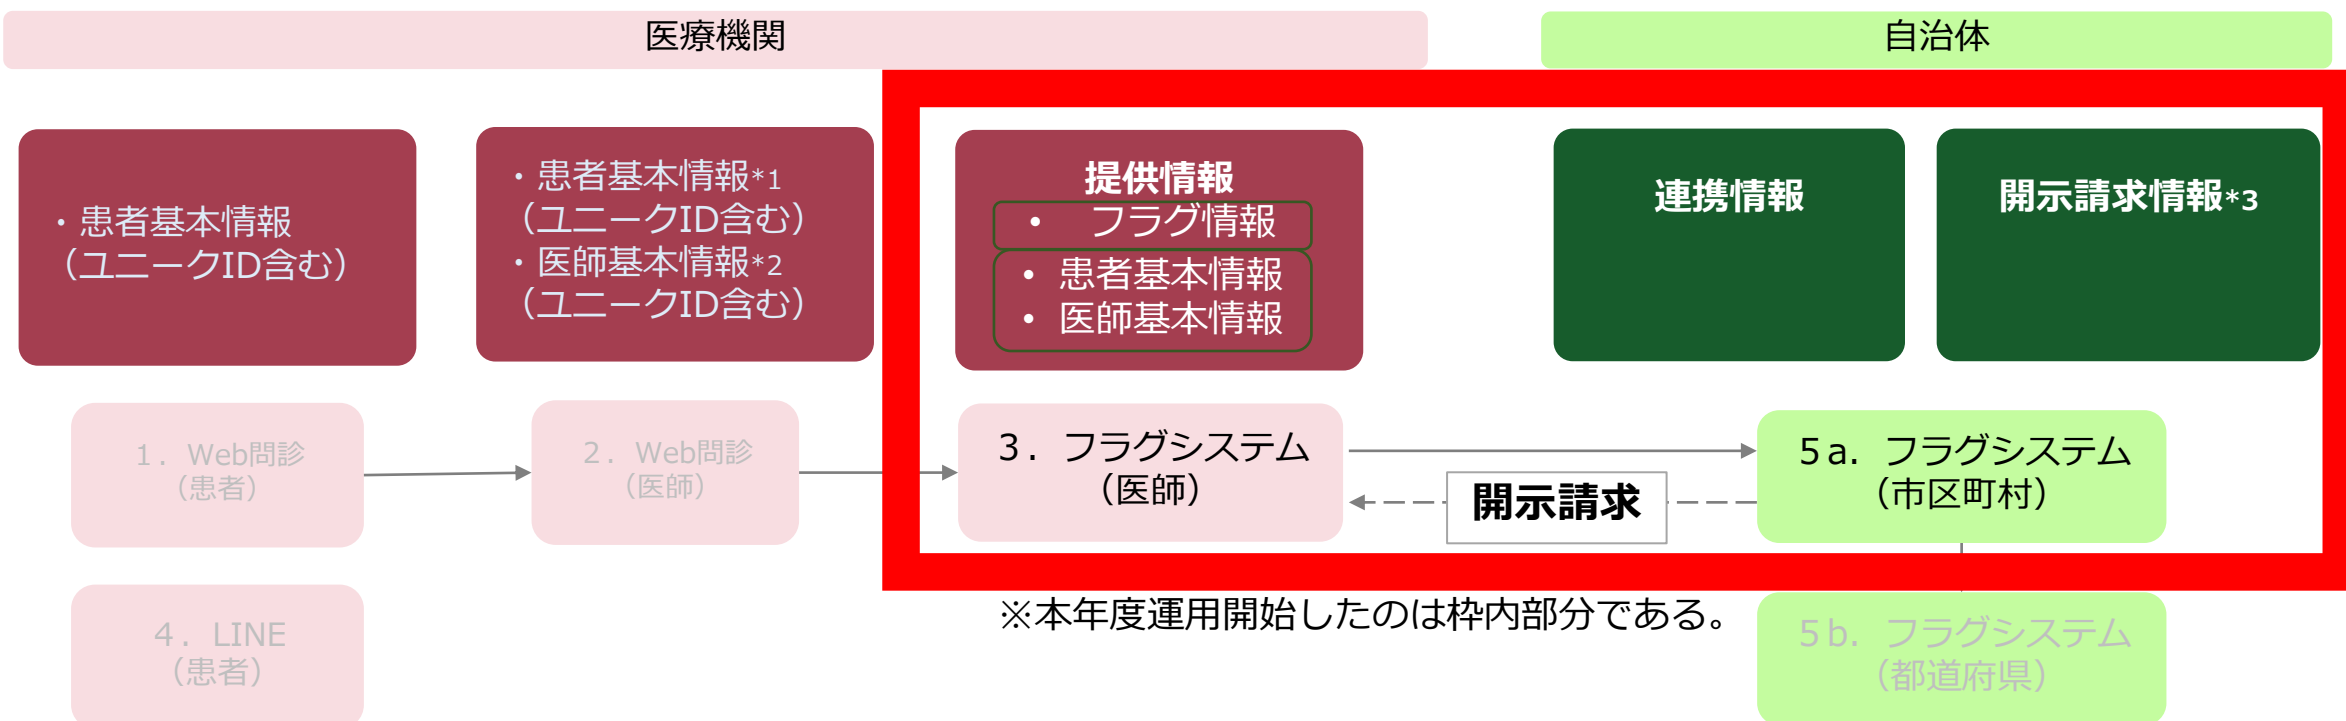 医療機関
自治体
・患者基本情報
（ユニークID含む）
・患者基本情報*1
（ユニークID含む）
・医師基本情報*2
（ユニークID含む）
提供情報
• フラグ情報
• 患者基本情報
• 医師基本情報
連携情報
開示請求情報*3
１．Web問診
（患者）
２．Web問診
（医師）
３．フラグシステム
（医師）
開示請求
５a．フラグシステム
（市区町村）
※本年度運用開始したのは枠内部分である。
４．LINE
（患者）
５b．フラグシステム
（都道府県）